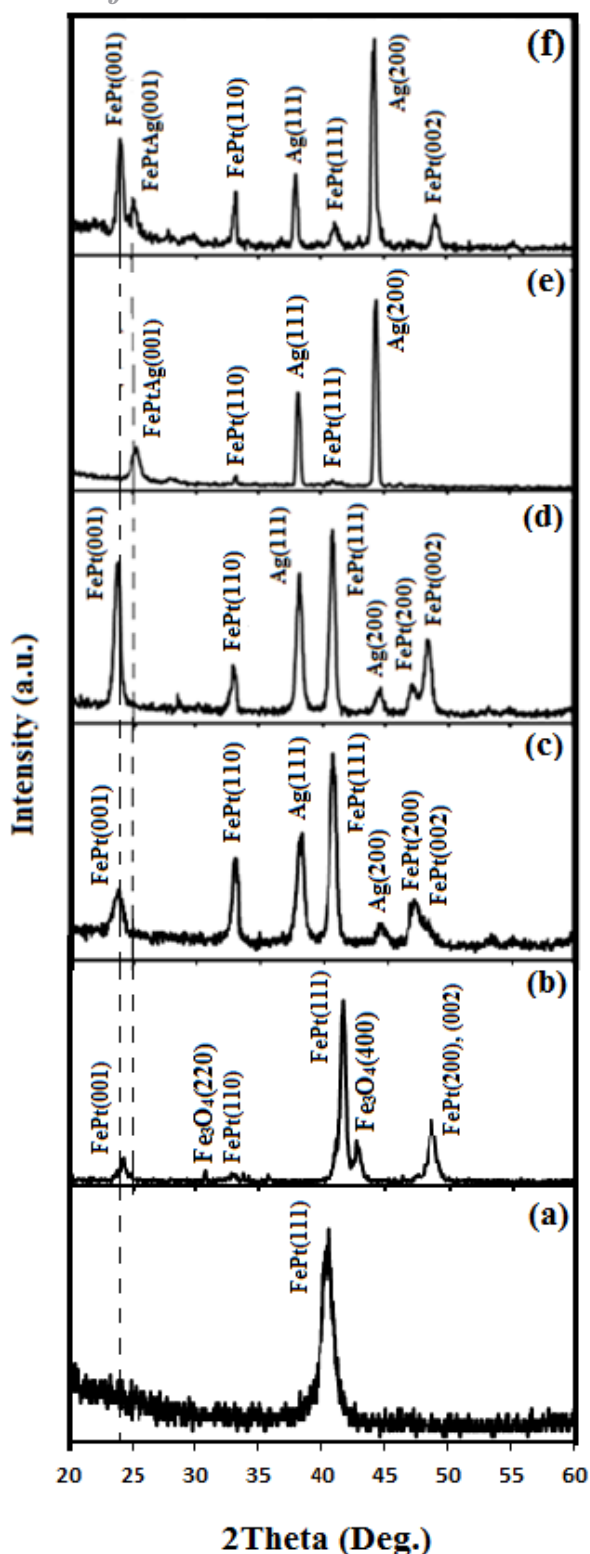 (f)
FePt(001)
FePtAg(001)
FePt(110)
Ag(111)
FePt(111)
Ag(200)
FePt(002)
(e)
FePtAg(001)
FePt(110)
Ag(111)
FePt(111)
Ag(200)
(d)
FePt(001)
FePt(110)
Ag(111)
FePt(111)
Ag(200)
FePt(200)
FePt(002)
(c)
FePt(001)
FePt(110)
Ag(111)
FePt(111)
Ag(200)
FePt(200)
FePt(002)
(b)
FePt(001)
Fe₃O₄(220)
FePt(110)
FePt(111)
Fe₃O₄(400)
FePt(200), (002)
(a)
FePt(111)
Intensity (a.u.)
20 25 30 35 40 45 50 55 60
2Theta (Deg.)